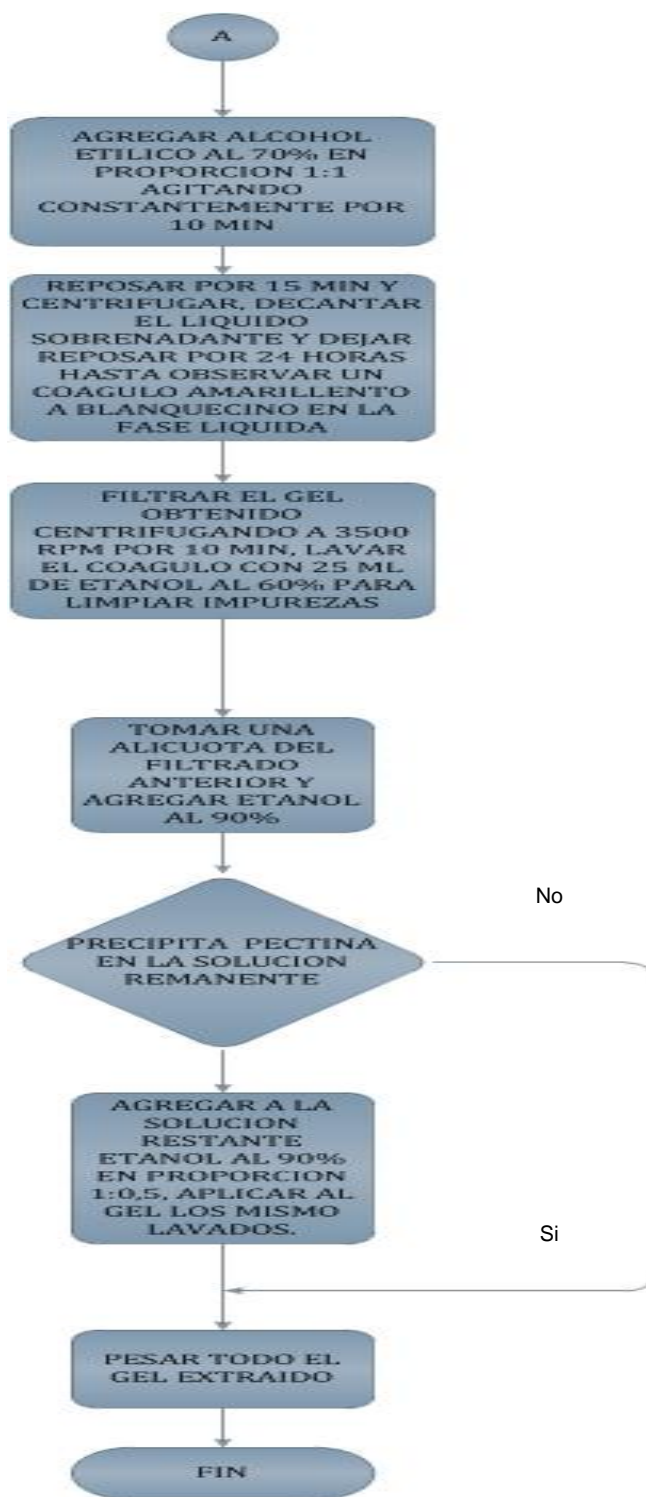 A
AGREGAR ALCOHOL
ETILICO AL 70% EN
PROPORCION 1:1
AGITANDO
CONSTANTEMENTE POR
10 MIN
REPOSAR POR 15 MIN Y
CENTRIFUGAR, DECANTAR
EL LIQUIDO
SOBRENADANTE Y DEJAR
REPOSAR POR 24 HORAS
HASTA OBSERVAR UN
COAGULO AMARILLENTO
A BLANQUECINO EN LA
FASE LIQUIDA
FILTRAR EL GEL
OBTENIDO
CENTRIFUGANDO A 3500
RPM POR 10 MIN, LAVAR
EL COAGULO CON 25 ML
DE ETANOL AL 60% PARA
LIMPIAR IMPUREZAS
TOMAR UNA
ALICUOTA DEL
FILTRADO
ANTERIOR Y
AGREGAR ETANOL
AL 90%
No
PRECIPITA PECTINA
EN LA SOLUCION
REMANENTE
AGREGAR A LA
SOLUCION
RESTANTE
ETANOL AL 90%
EN PROPORCION
1:0,5, APLICAR AL
GEL LOS MISMO
LAVADOS.
Si
PESAR TODO EL
GEL EXTRAIDO
FIN